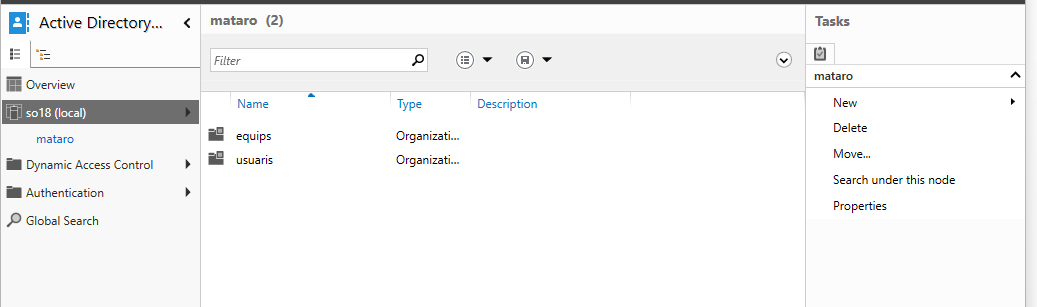 Active Directory...
Overview
so18 (local)
mataro
Dynamic Access Control
Authentication
Global Search
mataro (2)
Filter
Name Type Description
equips Organizati...
usuaris Organizati...
Tasks
mataro
New
Delete
Move...
Search under this node
Properties